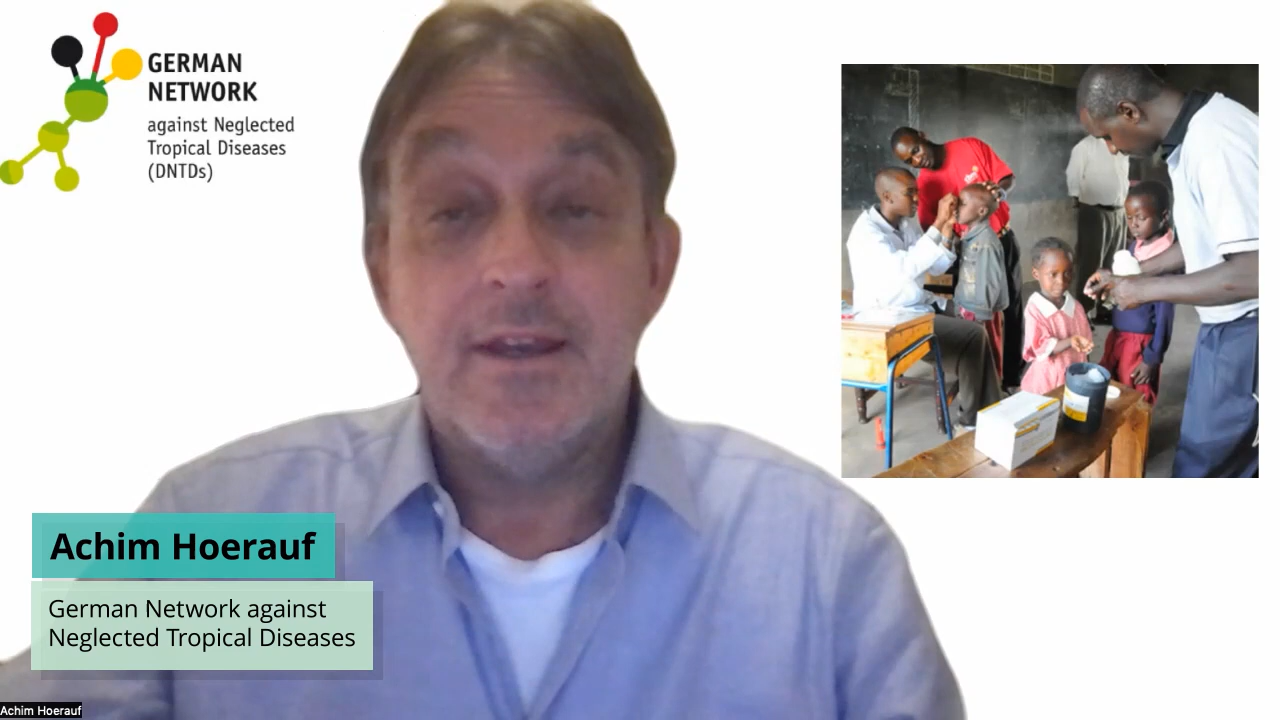 GERMAN
NETWORK
against Neglected
Tropical Diseases
(DNTDs)
Achim Hoerauf
German Network against
Neglected Tropical Diseases
Achim Hoerauf